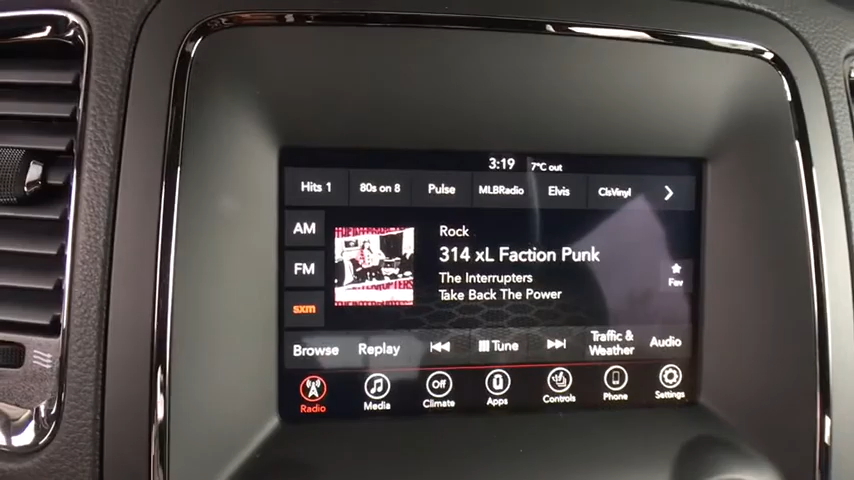 3:19 7°C out
Hits 1 80s on 8 Pulse MLBRadio Elvis ClsVinyl
AM
FM
sxm
THE INTERRUPTERS
Rock
314 xL Faction Punk
The Interrupters
Take Back The Power
Fav
Browse Replay Tune Traffic & Weather Audio
Radio Media Off Climate Apps Controls Phone Settings